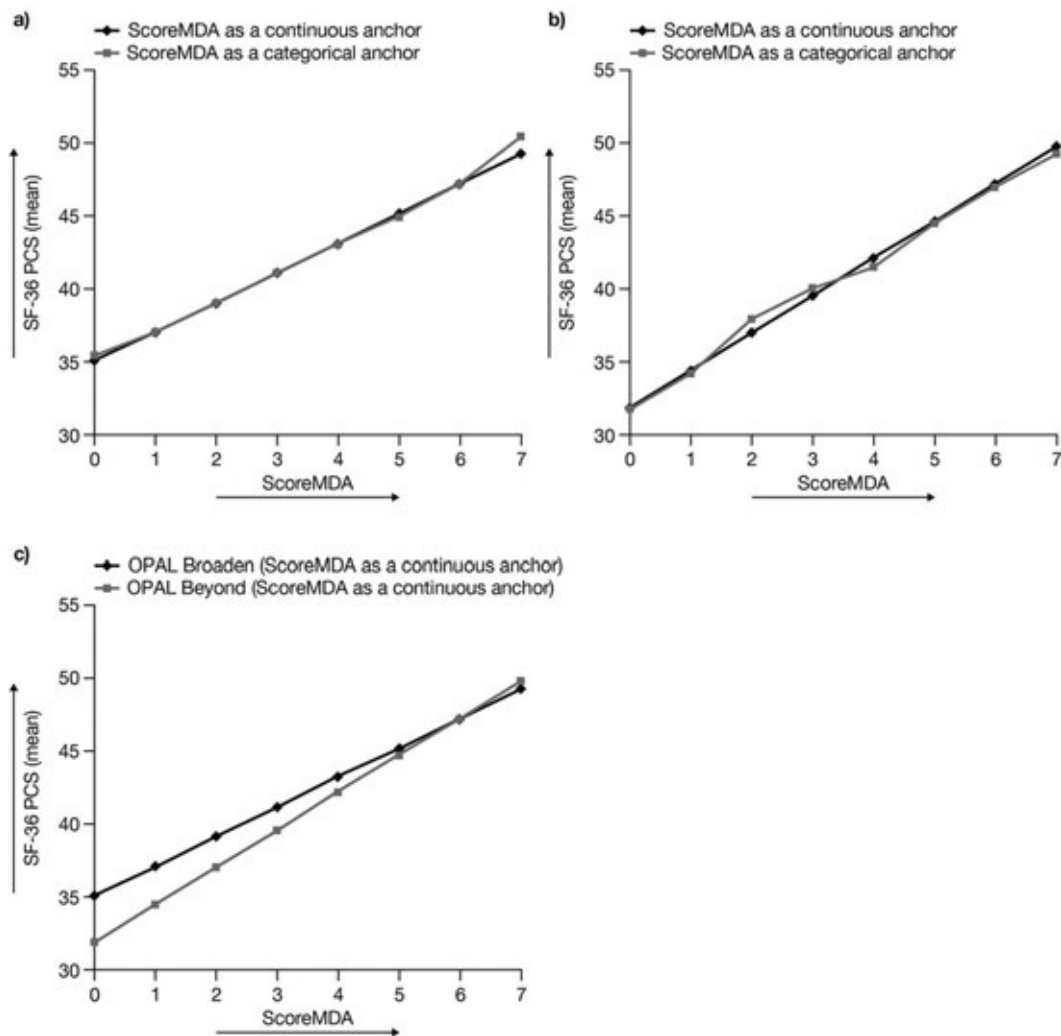 a)
ScoreMDA as a continuous anchor
ScoreMDA as a categorical anchor
55
50
45
40
35
30
SF-36 PCS (mean)
0 1 2 3 4 5 6 7
ScoreMDA
b)
ScoreMDA as a continuous anchor
ScoreMDA as a categorical anchor
55
50
45
40
35
30
SF-36 PCS (mean)
0 1 2 3 4 5 6 7
ScoreMDA
c)
OPAL Broaden (ScoreMDA as a continuous anchor)
OPAL Beyond (ScoreMDA as a continuous anchor)
55
50
45
40
35
30
SF-36 PCS (mean)
0 1 2 3 4 5 6 7
ScoreMDA